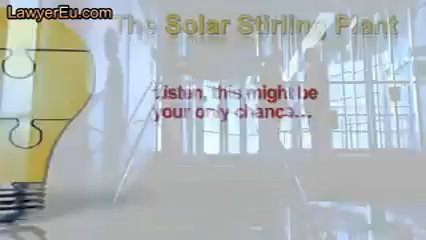 LawyerEu.com
The Solar Stirling Plant
Listen, this might be
your only chance...